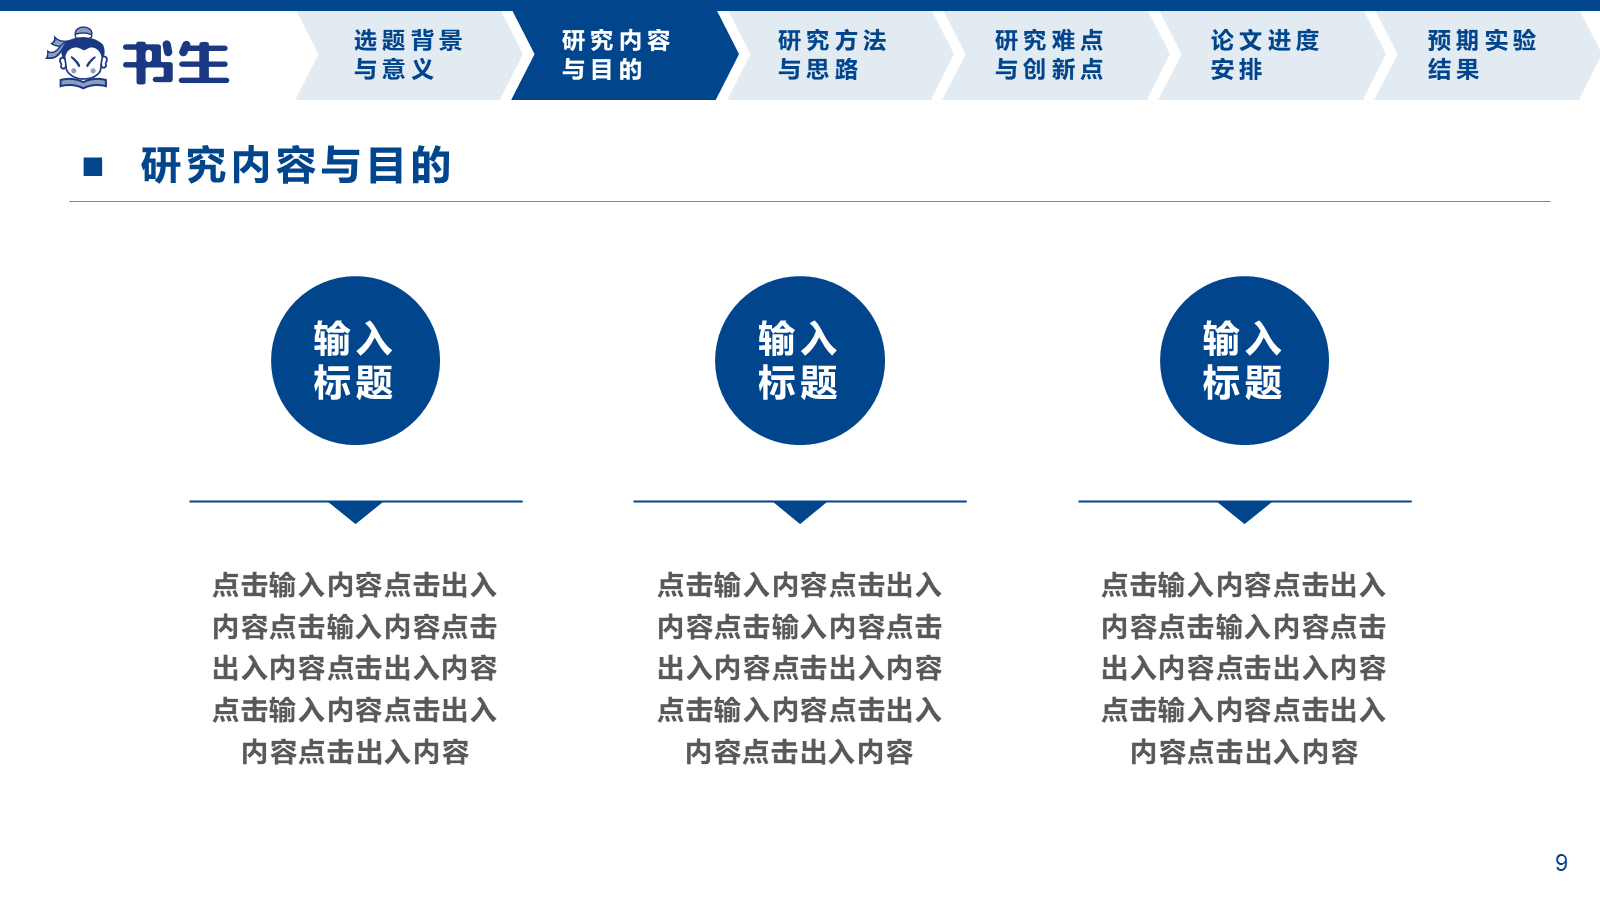 书生
选题背景
与意义
研究内容
与目的
研究方法
与思路
研究难点
与创新点
论文进度
安排
预期实验
结果
研究内容与目的
输入
标题
点击输入内容点击出入
内容点击输入内容点击
出入内容点击出入内容
点击输入内容点击出入
内容点击出入内容
输入
标题
点击输入内容点击出入
内容点击输入内容点击
出入内容点击出入内容
点击输入内容点击出入
内容点击出入内容
输入
标题
点击输入内容点击出入
内容点击输入内容点击
出入内容点击出入内容
点击输入内容点击出入
内容点击出入内容
9